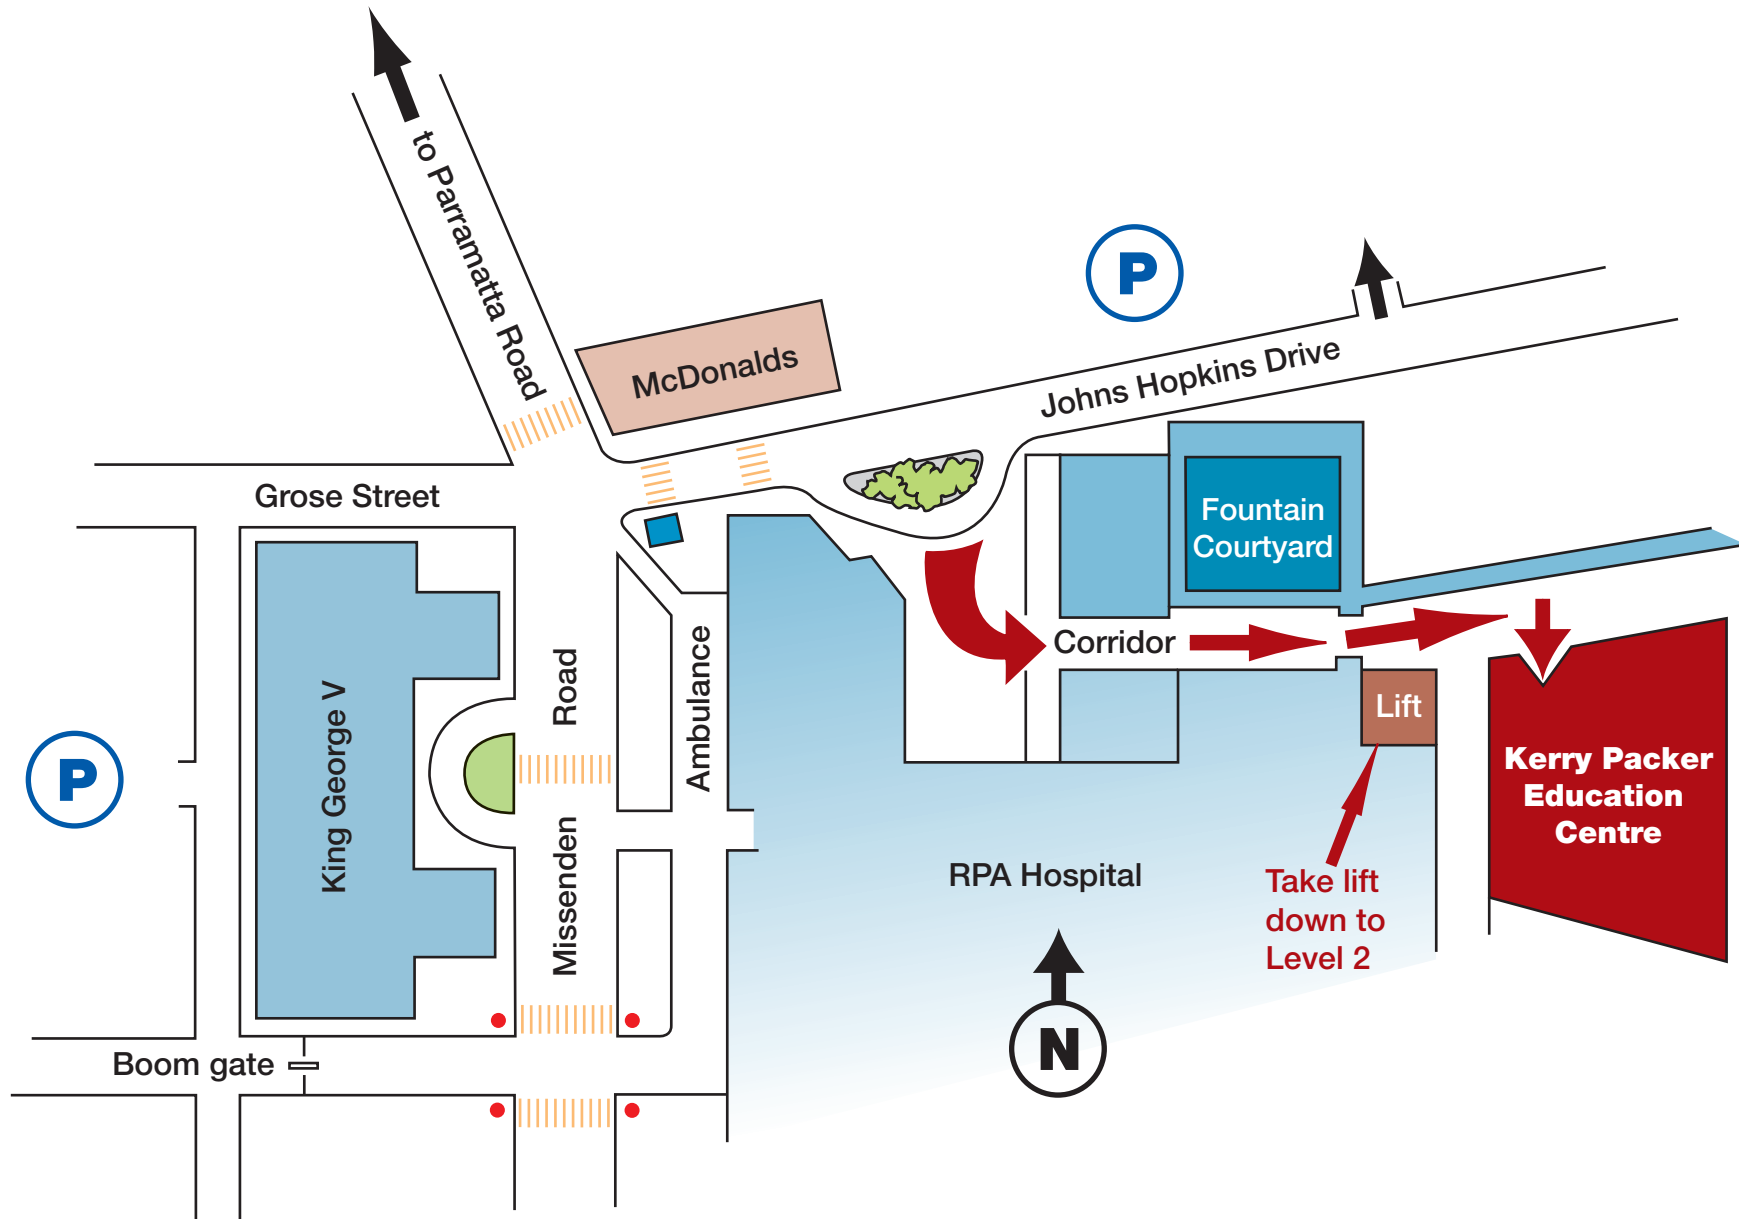 to Parramatta Road
P
McDonalds
Johns Hopkins Drive
Grose Street
Fountain
Courtyard
Corridor
Road
Ambulance
King George V
Lift
P
Kerry Packer
Education
Centre
Missenden
RPA Hospital
Take lift
down to
Level 2
N
Boom gate